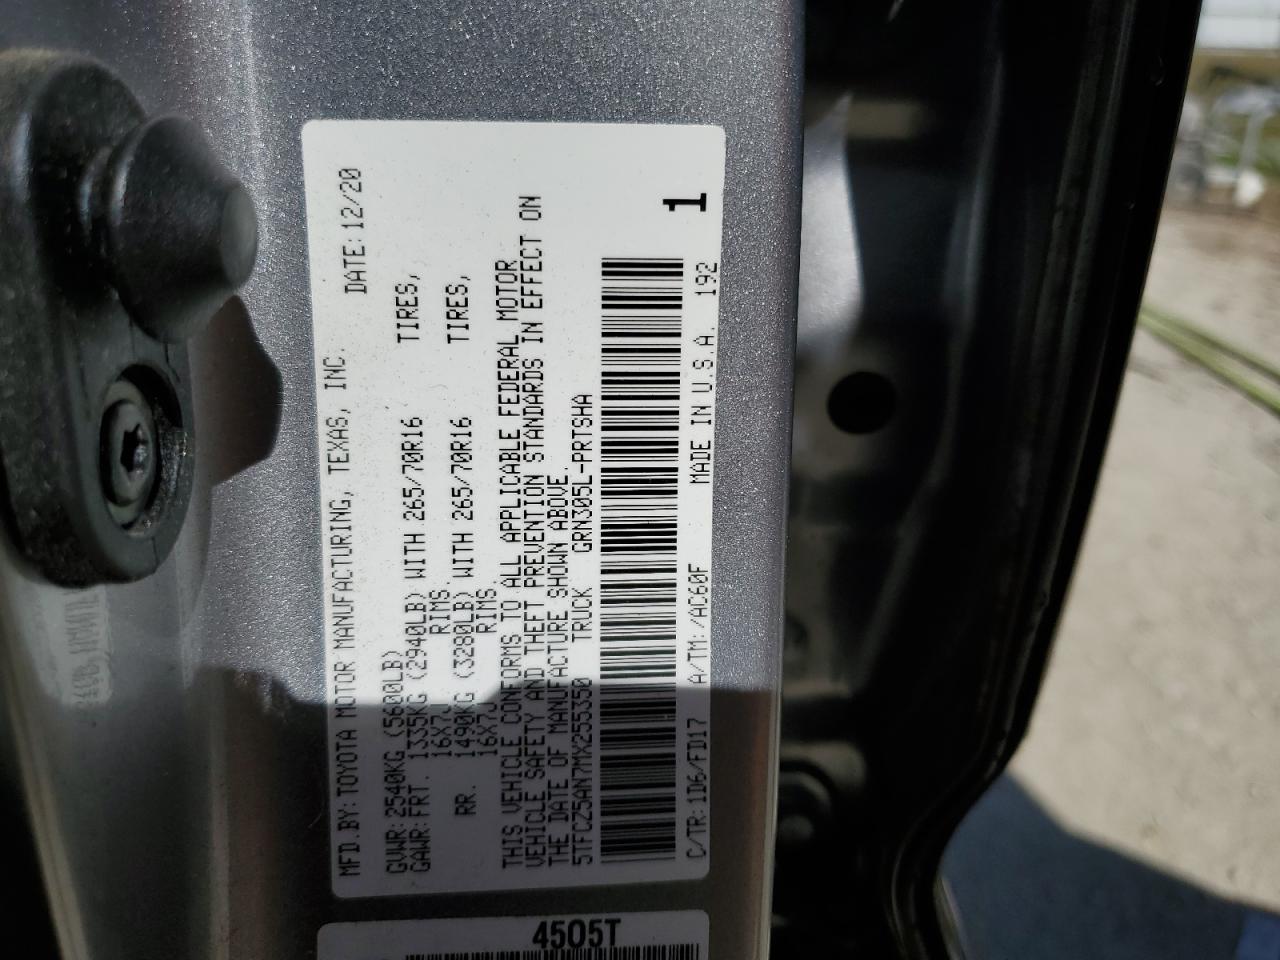 MFD.BY:TOYOTA MOTOR MANUFACTURING, TEXAS, INC.
DATE:12/20
GVWR:2540KG (5600LB)
GAWR:FRT. 1335KG (2940LB) WITH 265/70R16 TIRES,
16X7J RIMS.
RR. 1490KG (3280LB) WITH 265/70R16 TIRES,
16X7J RIMS.
THIS VEHICLE CONFORMS TO ALL APPLICABLE FEDERAL MOTOR
VEHICLE SAFETY AND THEFT PREVENTION STANDARDS IN EFFECT ON
THE DATE OF MANUFACTURE SHOWN ABOVE.
5TFCZ5AN7MX255350 TRUCK GRN305L-PRTSHA
1
C/TR:1D6/FD17 A/TM:/AC60F MADE IN U.S.A. 192
45O5T